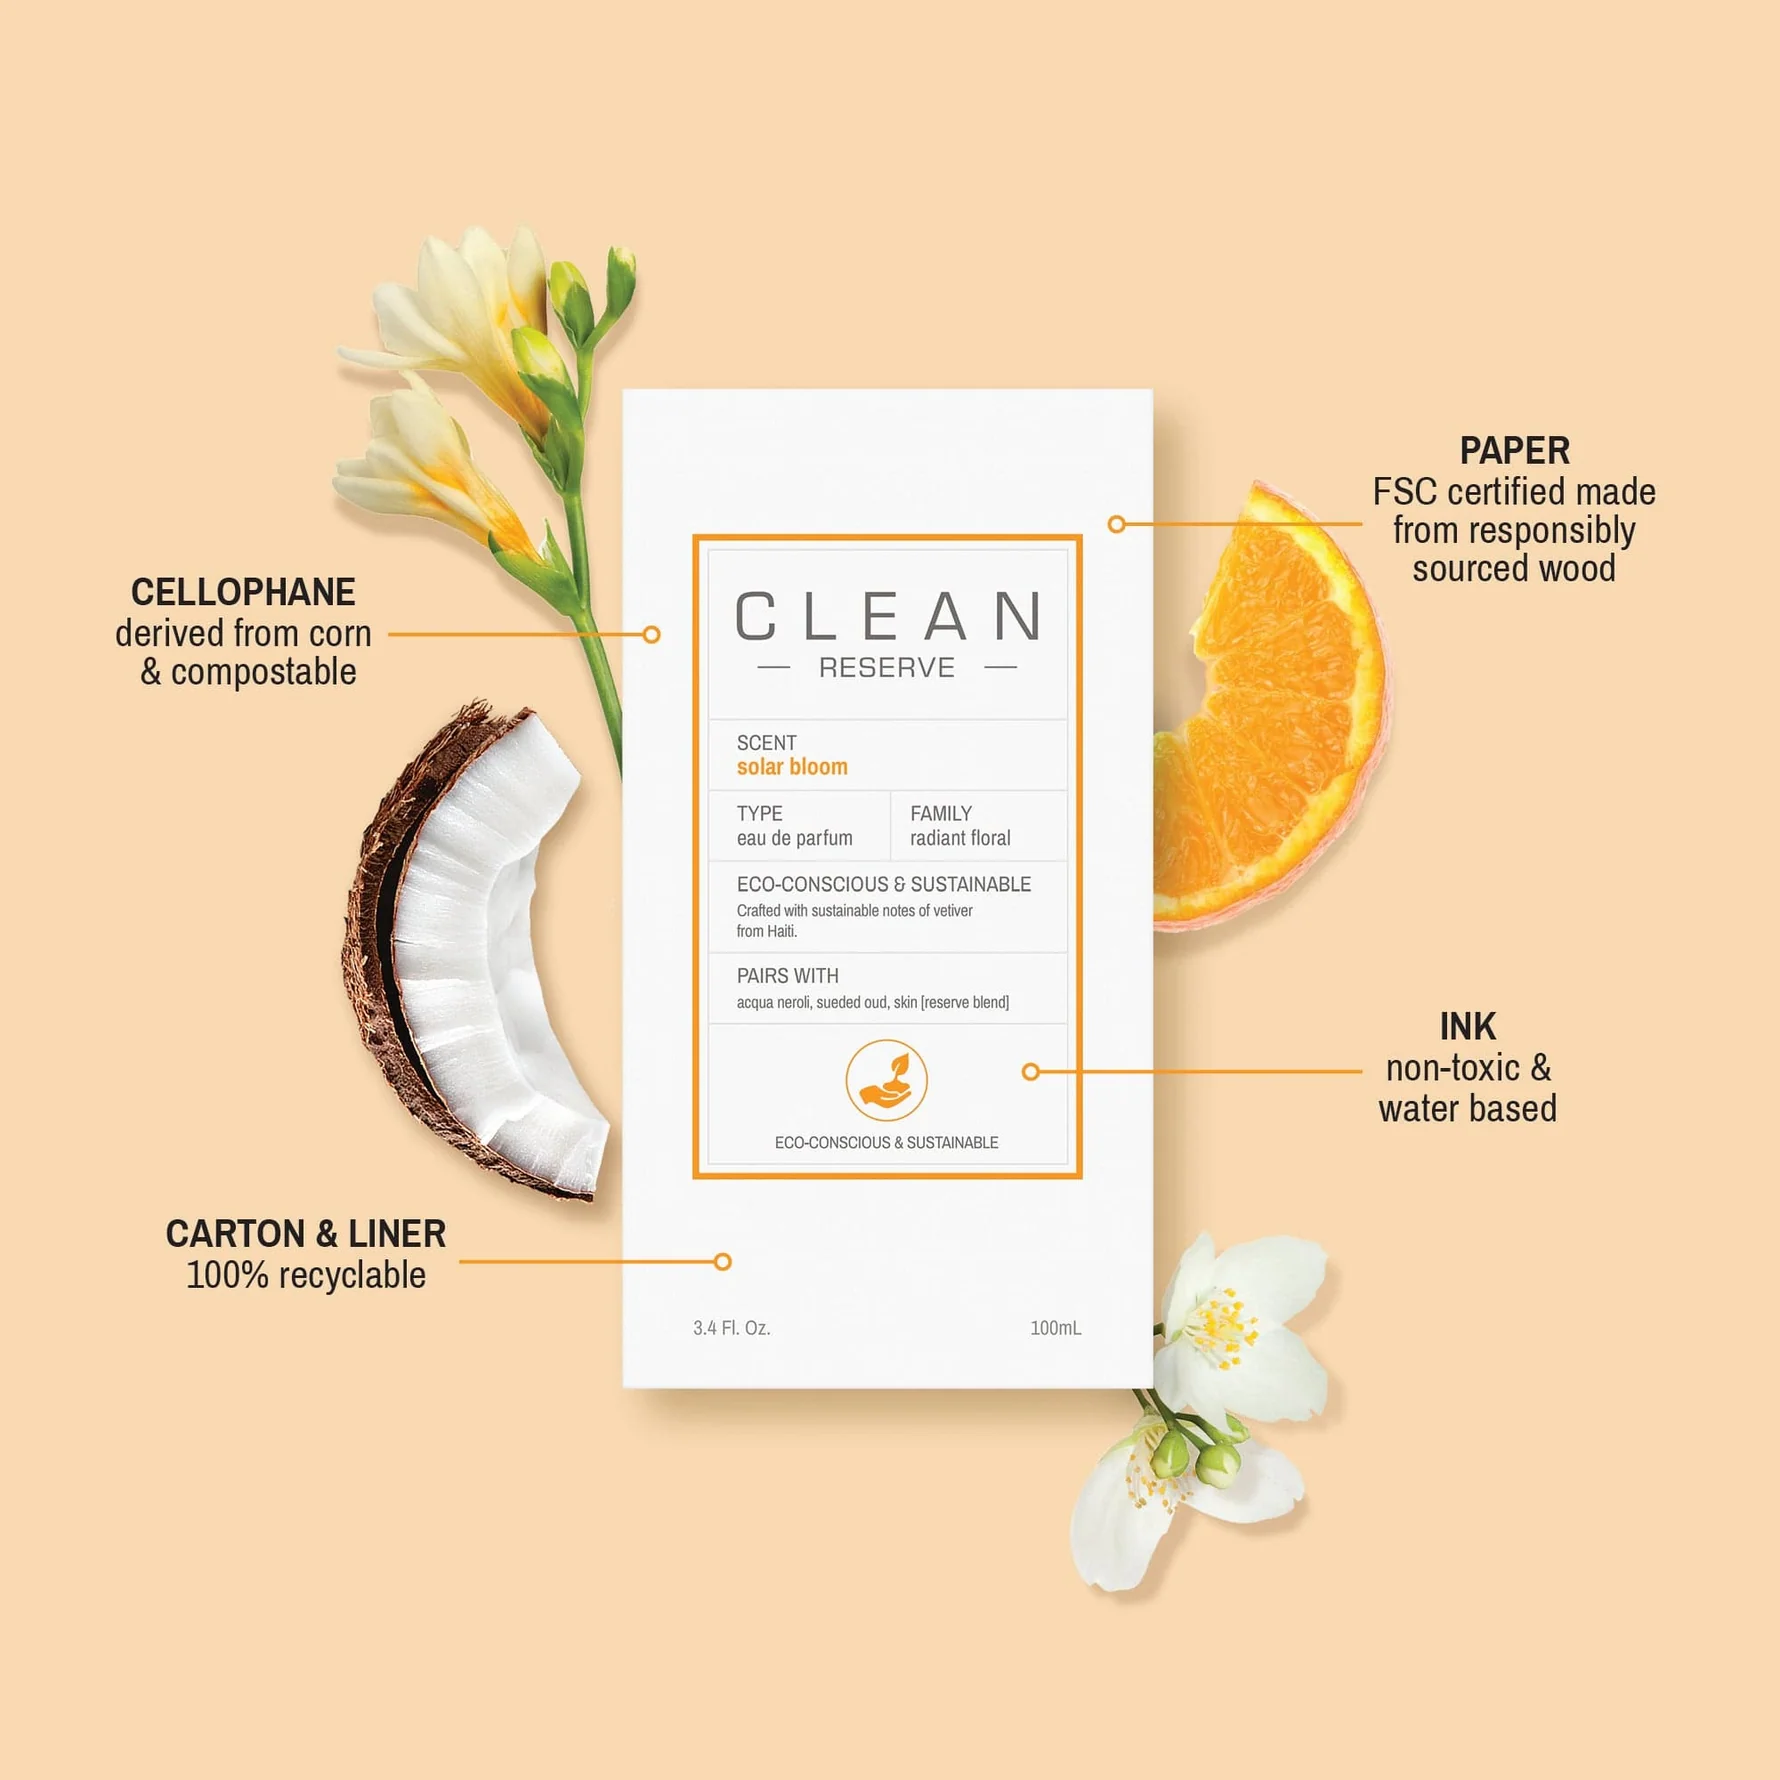 CELLOPHANE
derived from corn
& compostable
CARTON & LINER
100% recyclable
CLEAN
RESERVE
SCENT
solar bloom
TYPE
eau de parfum
FAMILY
radiant floral
ECO-CONSCIOUS & SUSTAINABLE
Crafted with sustainable notes of vetiver
from Haiti.
PAIRS WITH
acqua neroli, sueded oud, skin [reserve blend]
ECO-CONSCIOUS & SUSTAINABLE
3.4 Fl. Oz.
100mL
PAPER
FSC certified made
from responsibly
sourced wood
INK
non-toxic &
water based